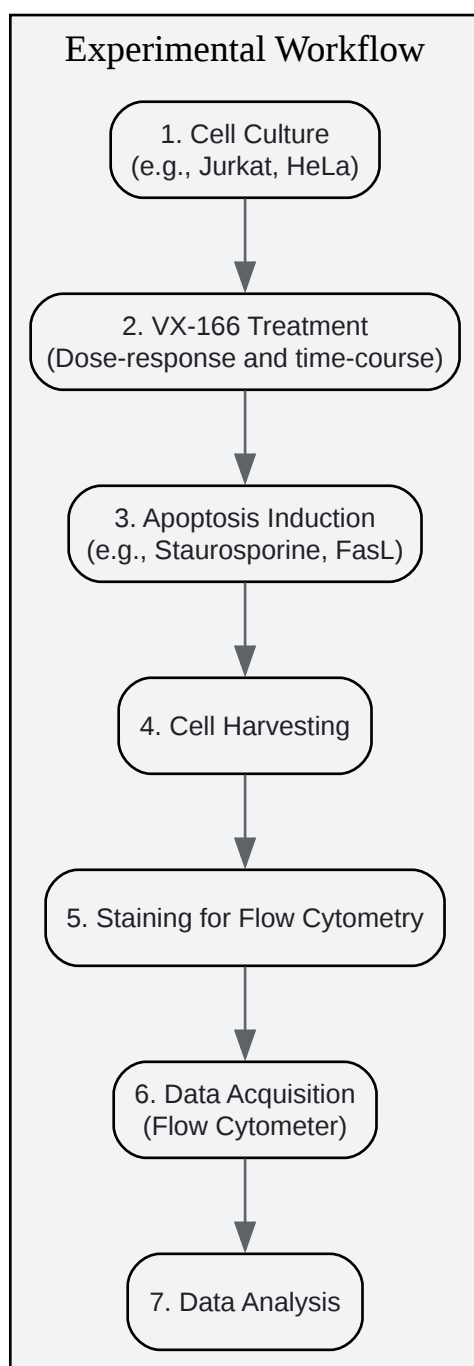 Experimental Workflow
1. Cell Culture
(e.g., Jurkat, HeLa)
2. VX-166 Treatment
(Dose-response and time-course)
3. Apoptosis Induction
(e.g., Staurosporine, FasL)
4. Cell Harvesting
5. Staining for Flow Cytometry
6. Data Acquisition
(Flow Cytometer)
7. Data Analysis